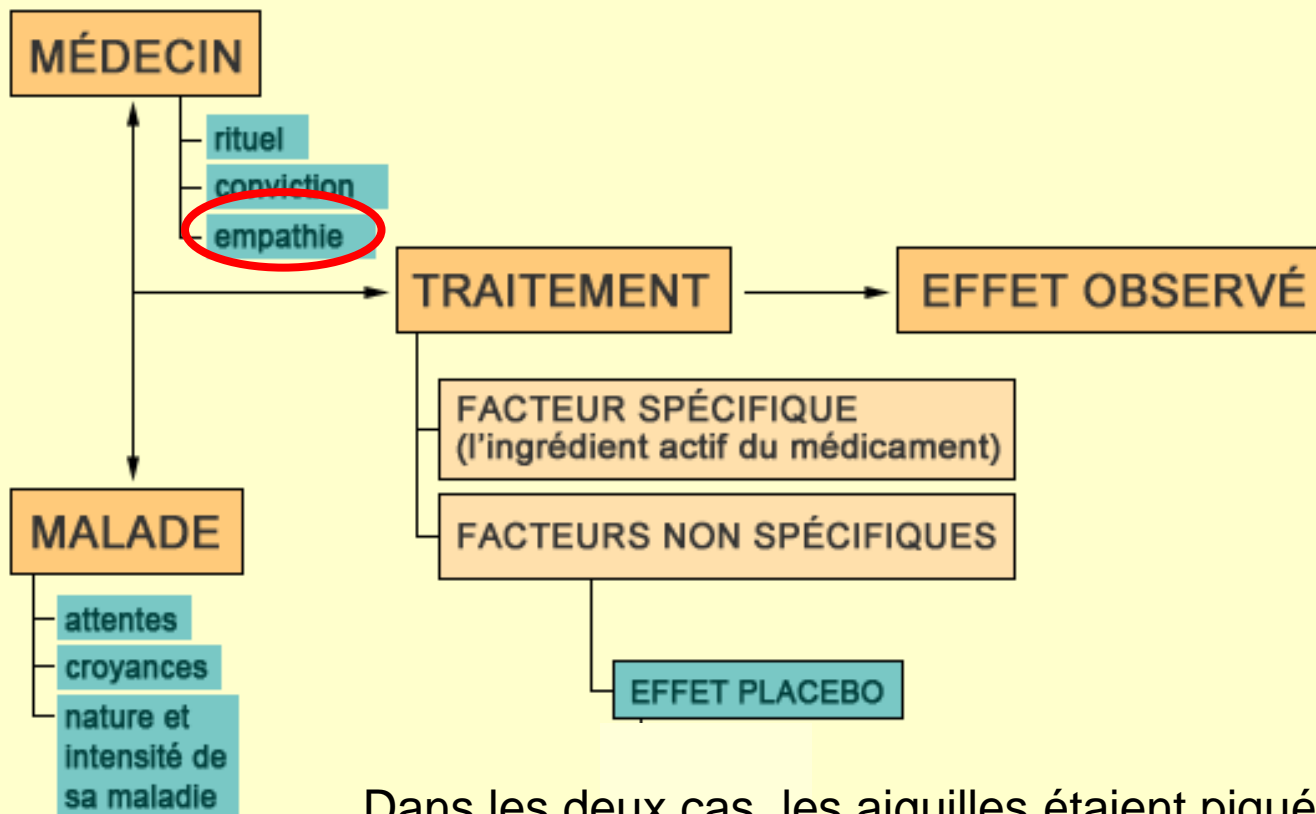 MÉDECIN
rituel
conviction
empathie
TRAITEMENT
EFFET OBSERVÉ
FACTEUR SPÉCIFIQUE
(l'ingrédient actif du médicament)
FACTEURS NON SPÉCIFIQUES
EFFET PLACEBO
MALADE
attentes
croyances
nature et
intensité de
sa maladie
Dans les deux cas, les aiguilles étaient piqué